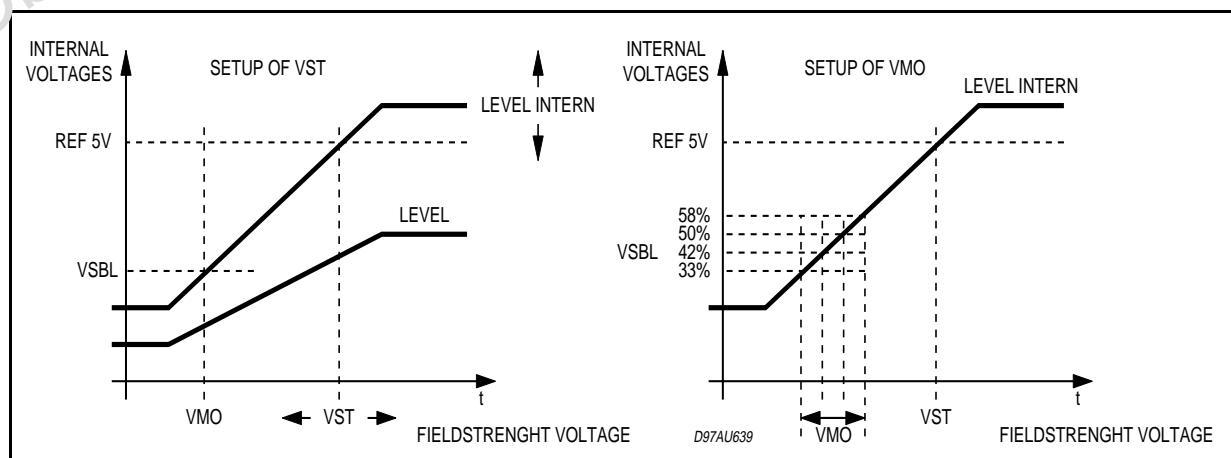 INTERNAL
VOLTAGES
SETUP OF VST
LEVEL INTERN
REF 5V
LEVEL
VSBL
t
VMO
VST
FIELDSTRENGHT VOLTAGE
INTERNAL
VOLTAGES
SETUP OF VMO
LEVEL INTERN
REF 5V
58%
50%
VSBL 42%
33%
t
D97AU639
VMO
VST
FIELDSTRENGHT VOLTAGE